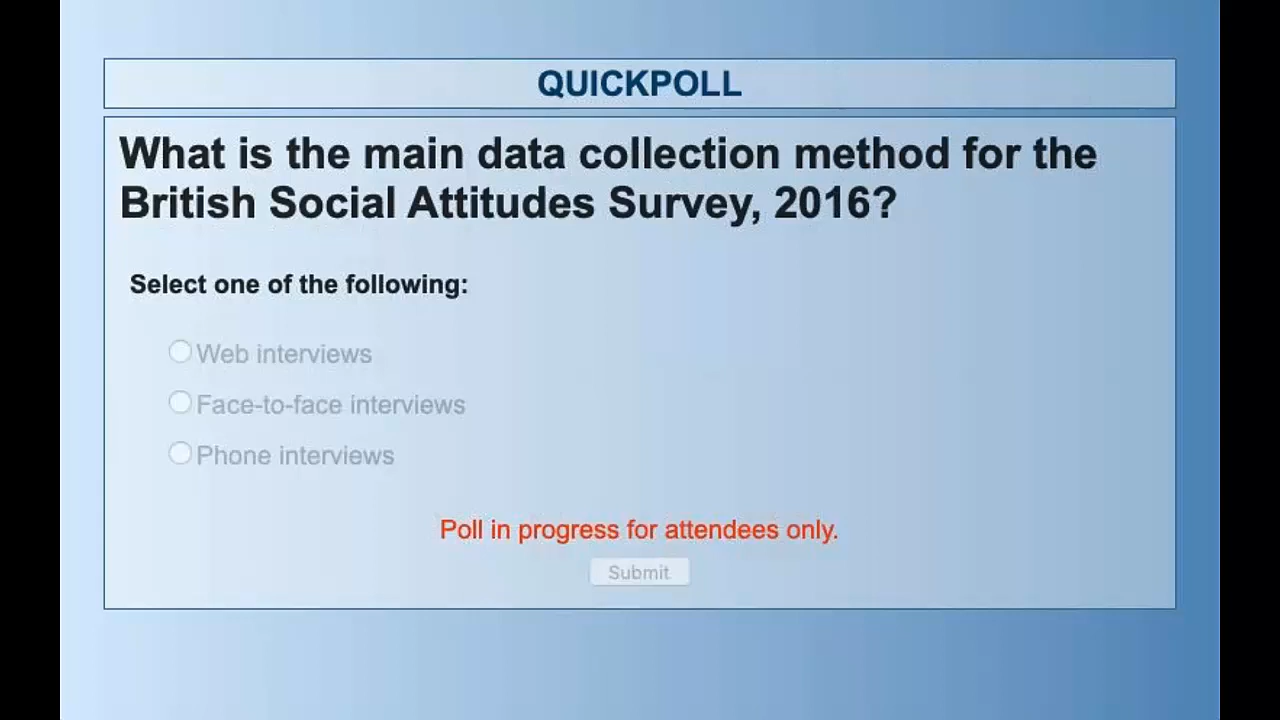 QUICKPOLL
What is the main data collection method for the
British Social Attitudes Survey, 2016?
Select one of the following:
Web interviews
Face-to-face interviews
Phone interviews
Poll in progress for attendees only.
Submit